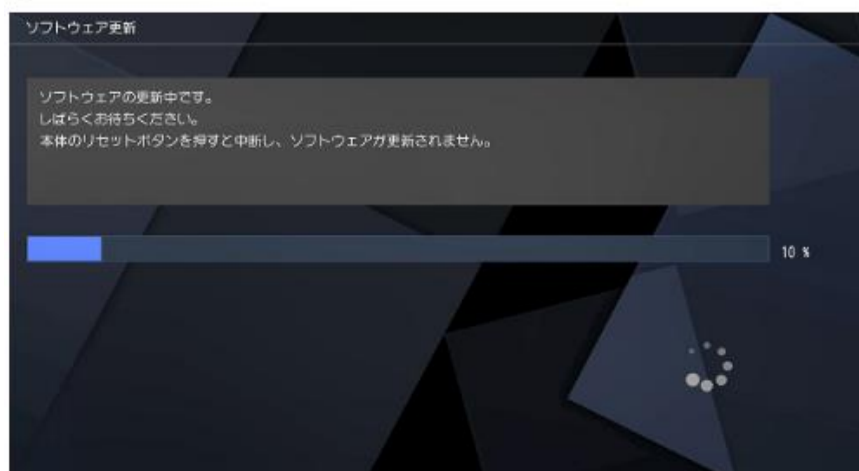 ソフトウェア更新
ソフトウェアの更新中です。
しばらくお待ちください。
本体のリセットボタンを押すと中断し、ソフトウェアが更新されません。
10 %